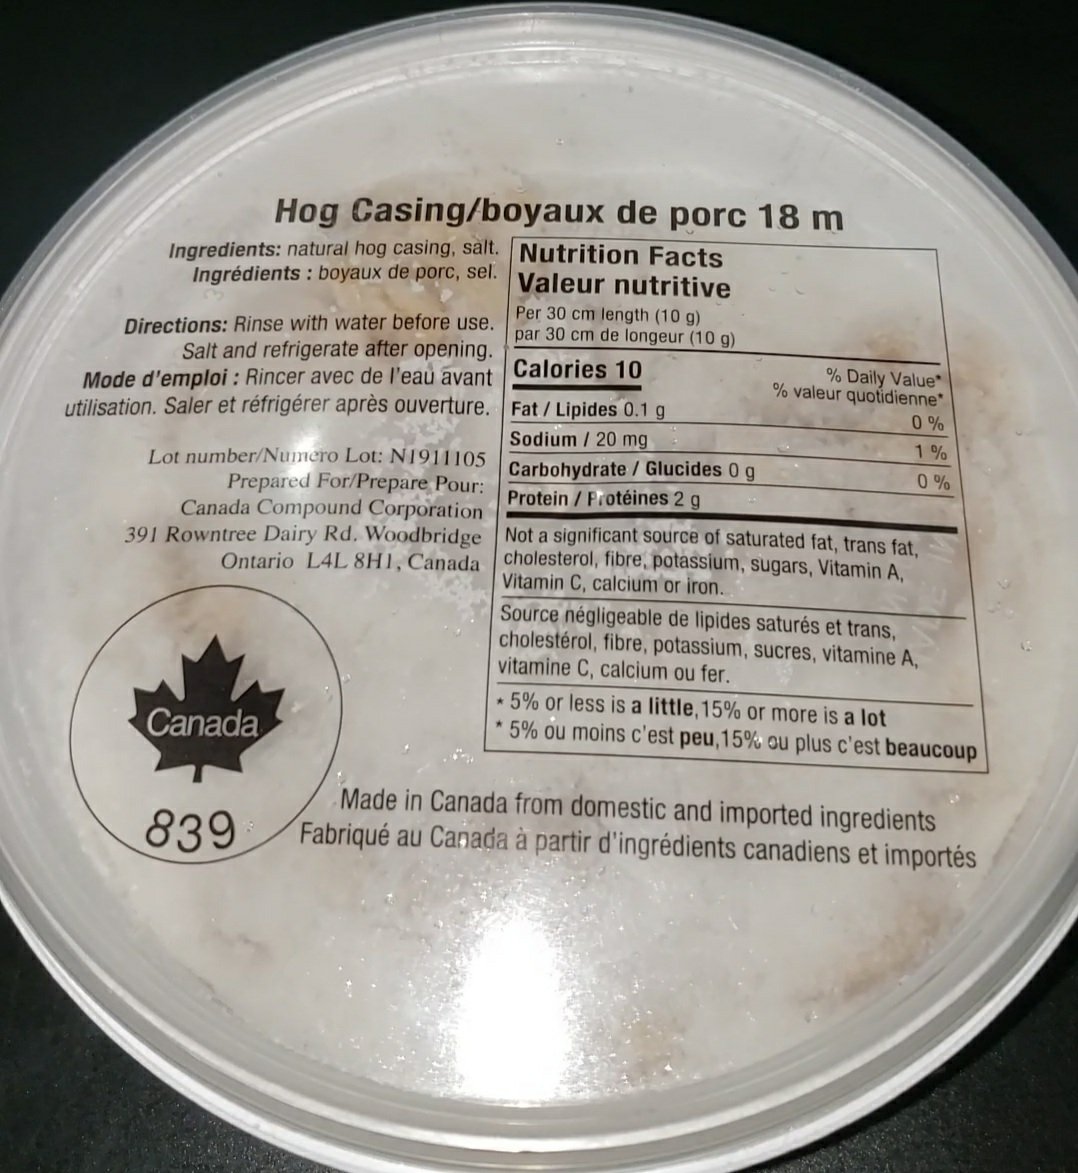 Hog Casing/boyaux de porc 18 m
Ingredients: natural hog casing, salt.
Ingrédients : boyaux de porc, sel.
Directions: Rinse with water before use.
Salt and refrigerate after opening.
Mode d'emploi : Rincer avec de l'eau avant
utilisation. Saler et réfrigérer après ouverture.
Lot number/Numero Lot: N1911105
Prepared For/Prepare Pour:
Canada Compound Corporation
391 Rowntree Dairy Rd. Woodbridge
Ontario L4L 8H1, Canada
Canada
839
Nutrition Facts
Valeur nutritive
Per 30 cm length (10 g)
par 30 cm de longeur (10 g)
Calories 10
% Daily Value*
% valeur quotidienne*
Fat / Lipides 0.1 g 0 %
Sodium / 20 mg 1 %
Carbohydrate / Glucides 0 g 0 %
Protein / Protéines 2 g
Not a significant source of saturated fat, trans fat,
cholesterol, fibre, potassium, sugars, Vitamin A,
Vitamin C, calcium or iron.
Source négligeable de lipides saturés et trans,
cholestérol, fibre, potassium, sucres, vitamine A,
vitamine C, calcium ou fer.
* 5% or less is a little, 15% or more is a lot
* 5% ou moins c'est peu, 15% ou plus c'est beaucoup
Made in Canada from domestic and imported ingredients
Fabriqué au Canada à partir d'ingrédients canadiens et importés